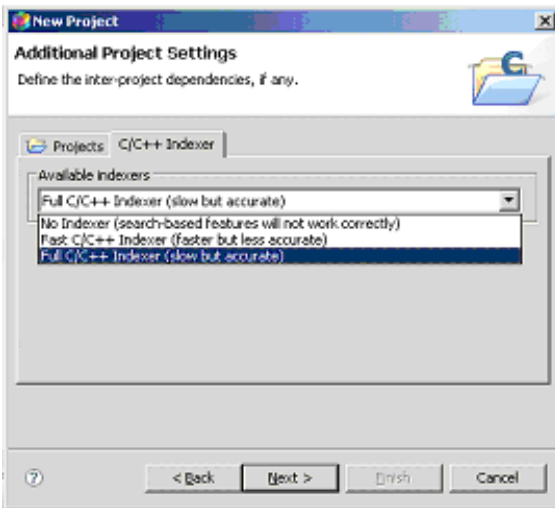 New Project
Additional Project Settings
Define the inter-project dependencies, if any.
C
Projects C/C++ Indexer
Available indexers
Full C/C++ Indexer (slow but accurate)
No Indexer (search-based features will not work correctly)
Fast C/C++ Indexer (faster but less accurate)
Full C/C++ Indexer (slow but accurate)
? < Back Next > Finish Cancel